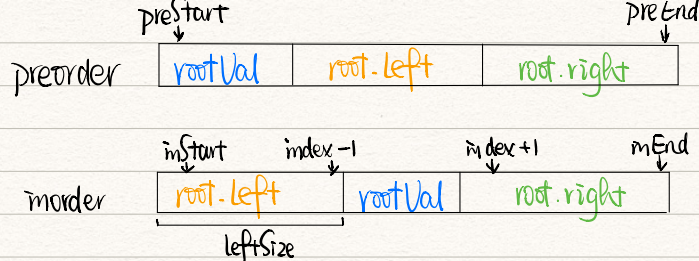 preStart preEnd
preorder rootVal root.left root.right
inStart index-1 index+1 inEnd
inorder root.left rootVal root.right
leftSize